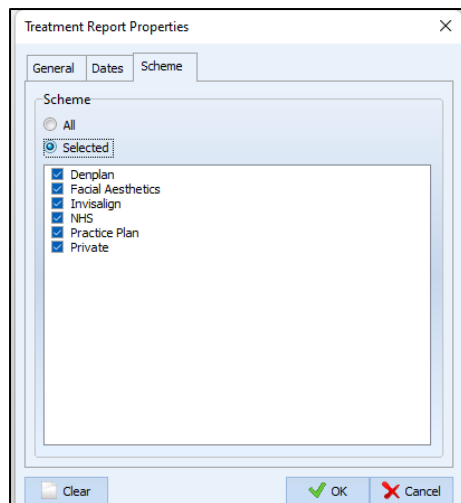 Treatment Report Properties
General Dates Scheme
Scheme
All
Selected
Denplan
Facial Aesthetics
Invisalign
NHS
Practice Plan
Private
Clear OK Cancel